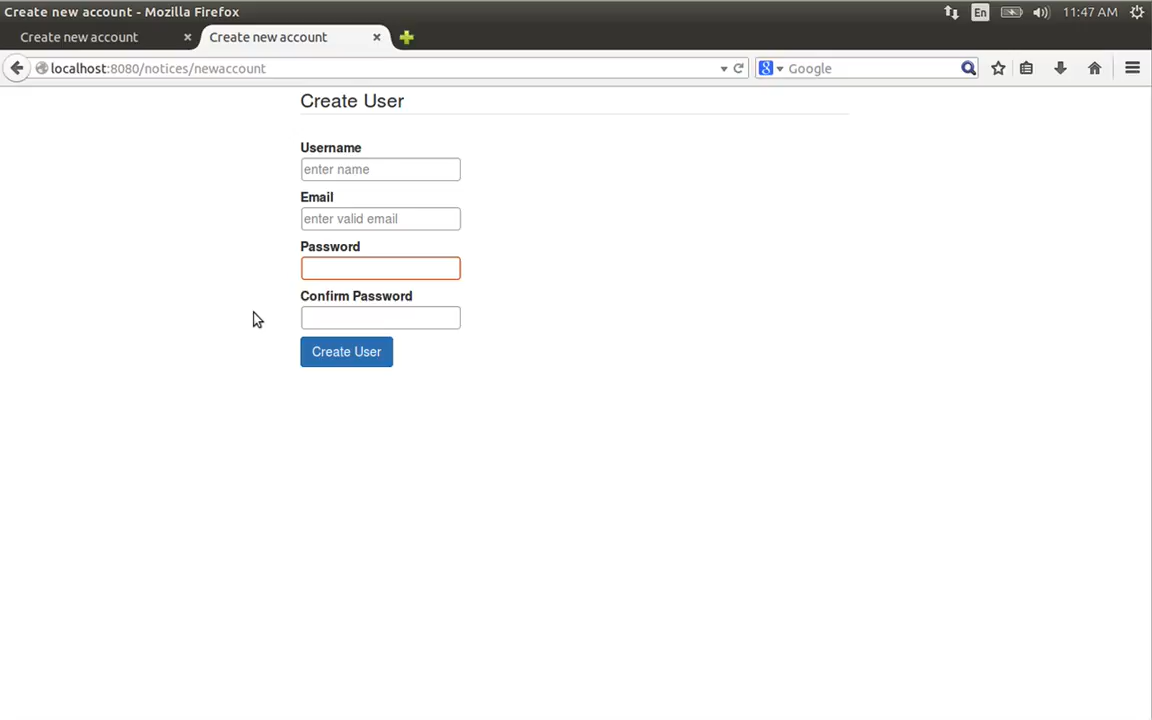 Create new account - Mozilla Firefox
En
11:47 AM
Create new account
Create new account
localhost:8080/notices/newaccount
8
Google
Create User
Username
enter name
Email
enter valid email
Password
Confirm Password
Create User